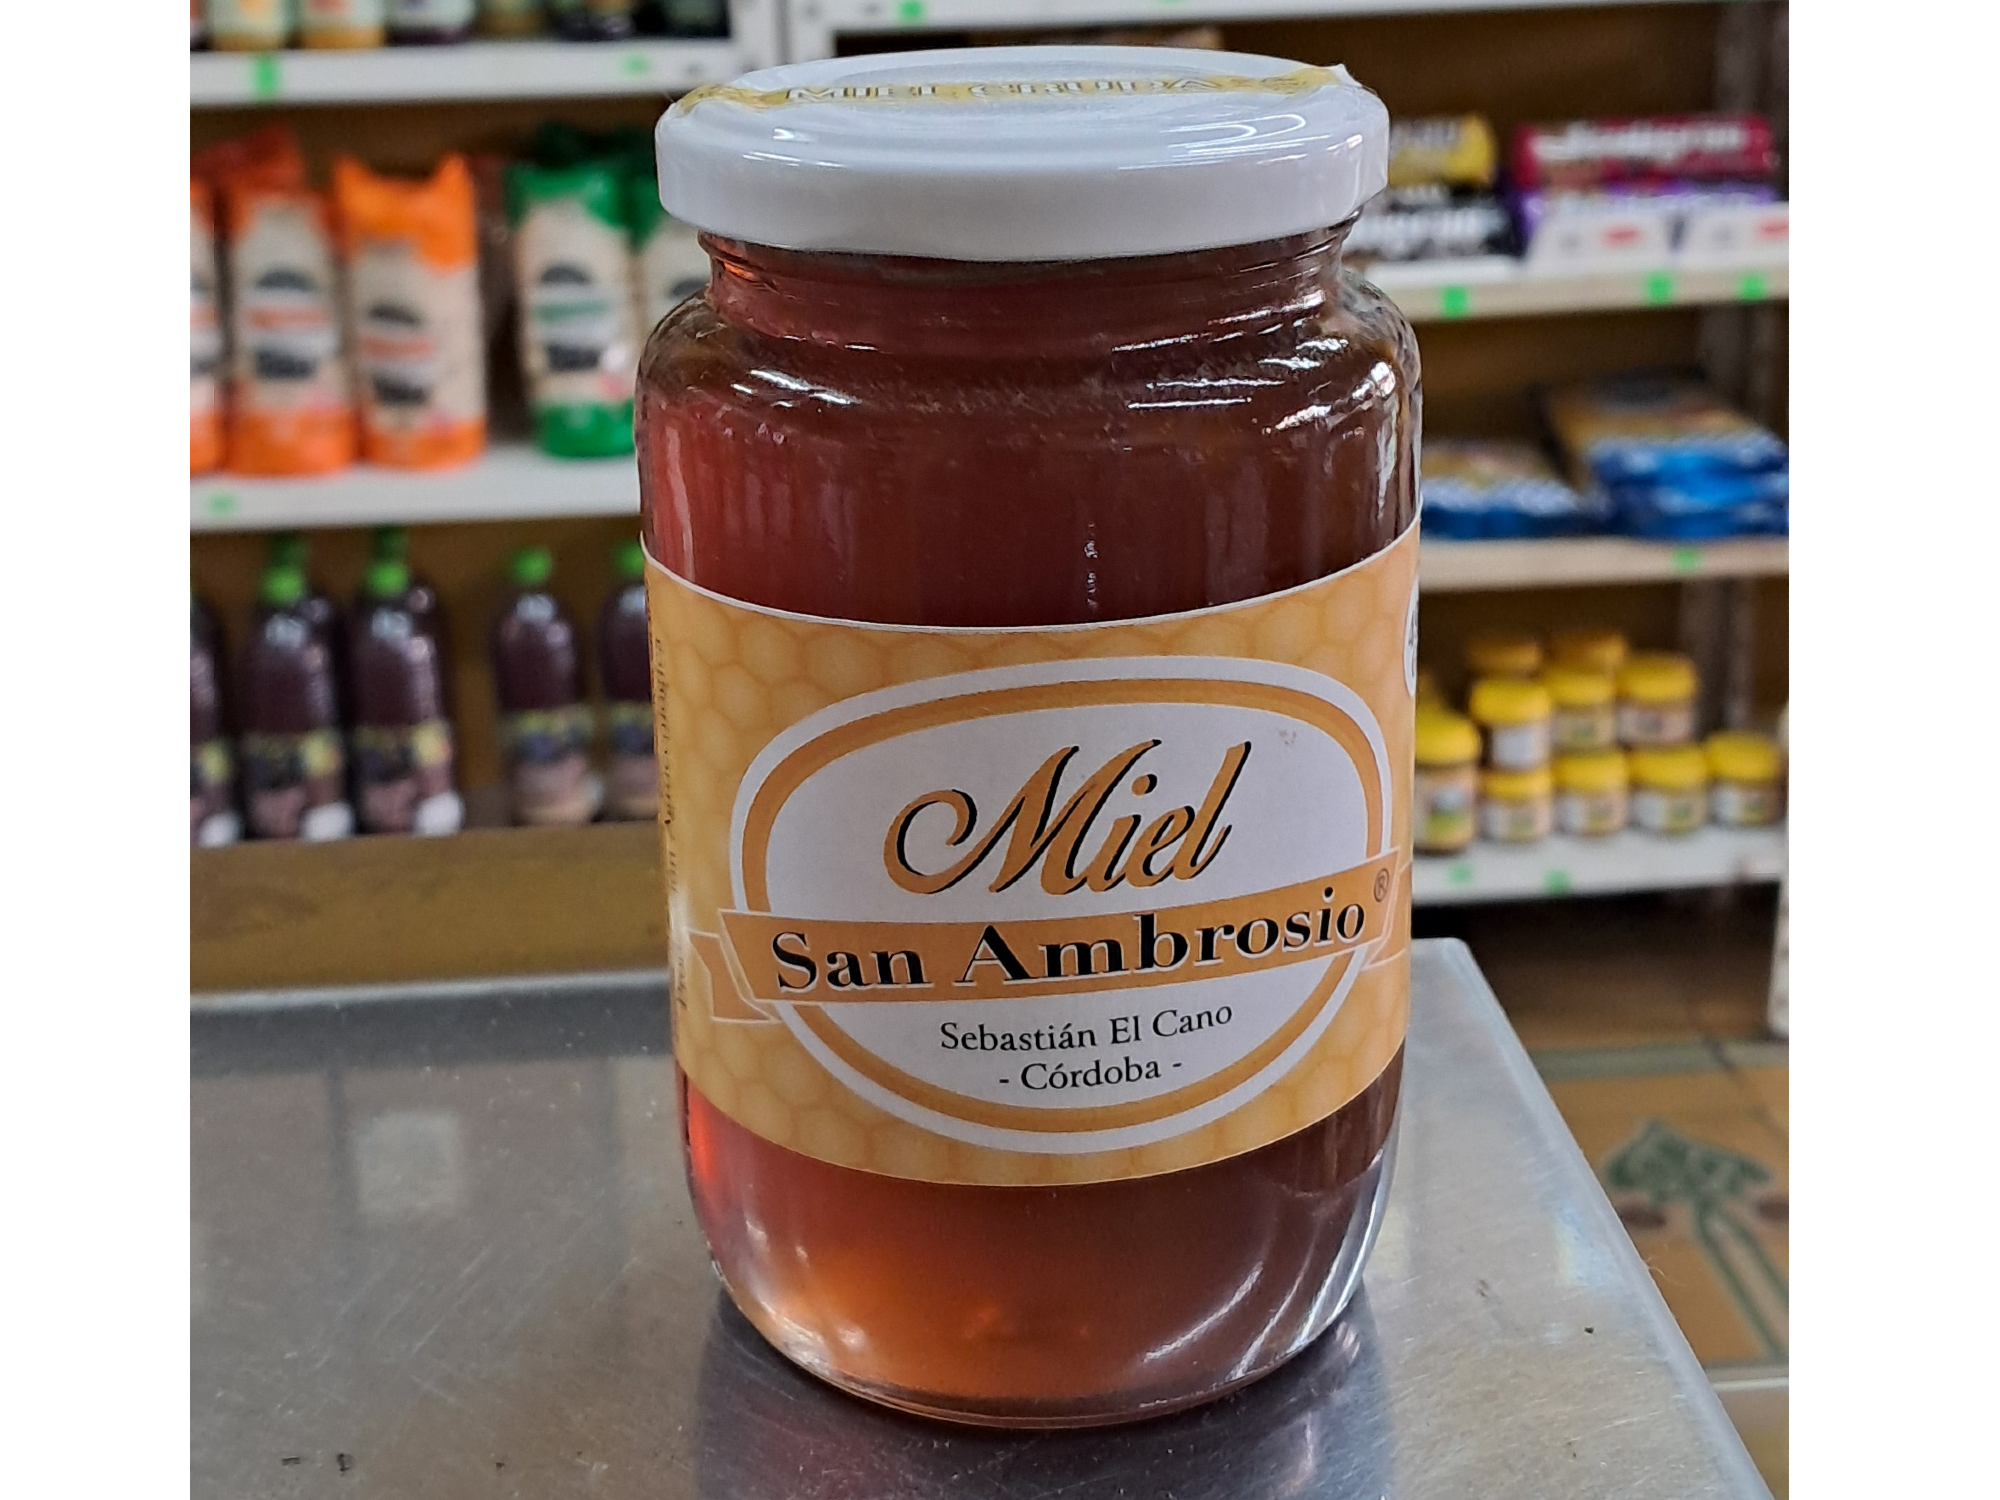 MIEL CRUDA
Miel
San Ambrosio ®
Sebastián El Cano
- Córdoba -